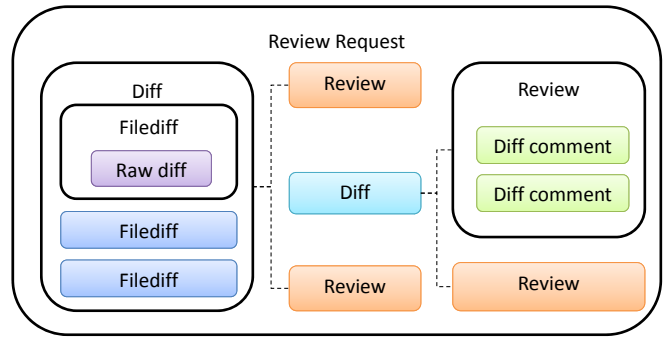 Review Request
Diff
Filediff
Raw diff
Filediff
Filediff
Review
Diff
Review
Review
Diff comment
Diff comment
Review